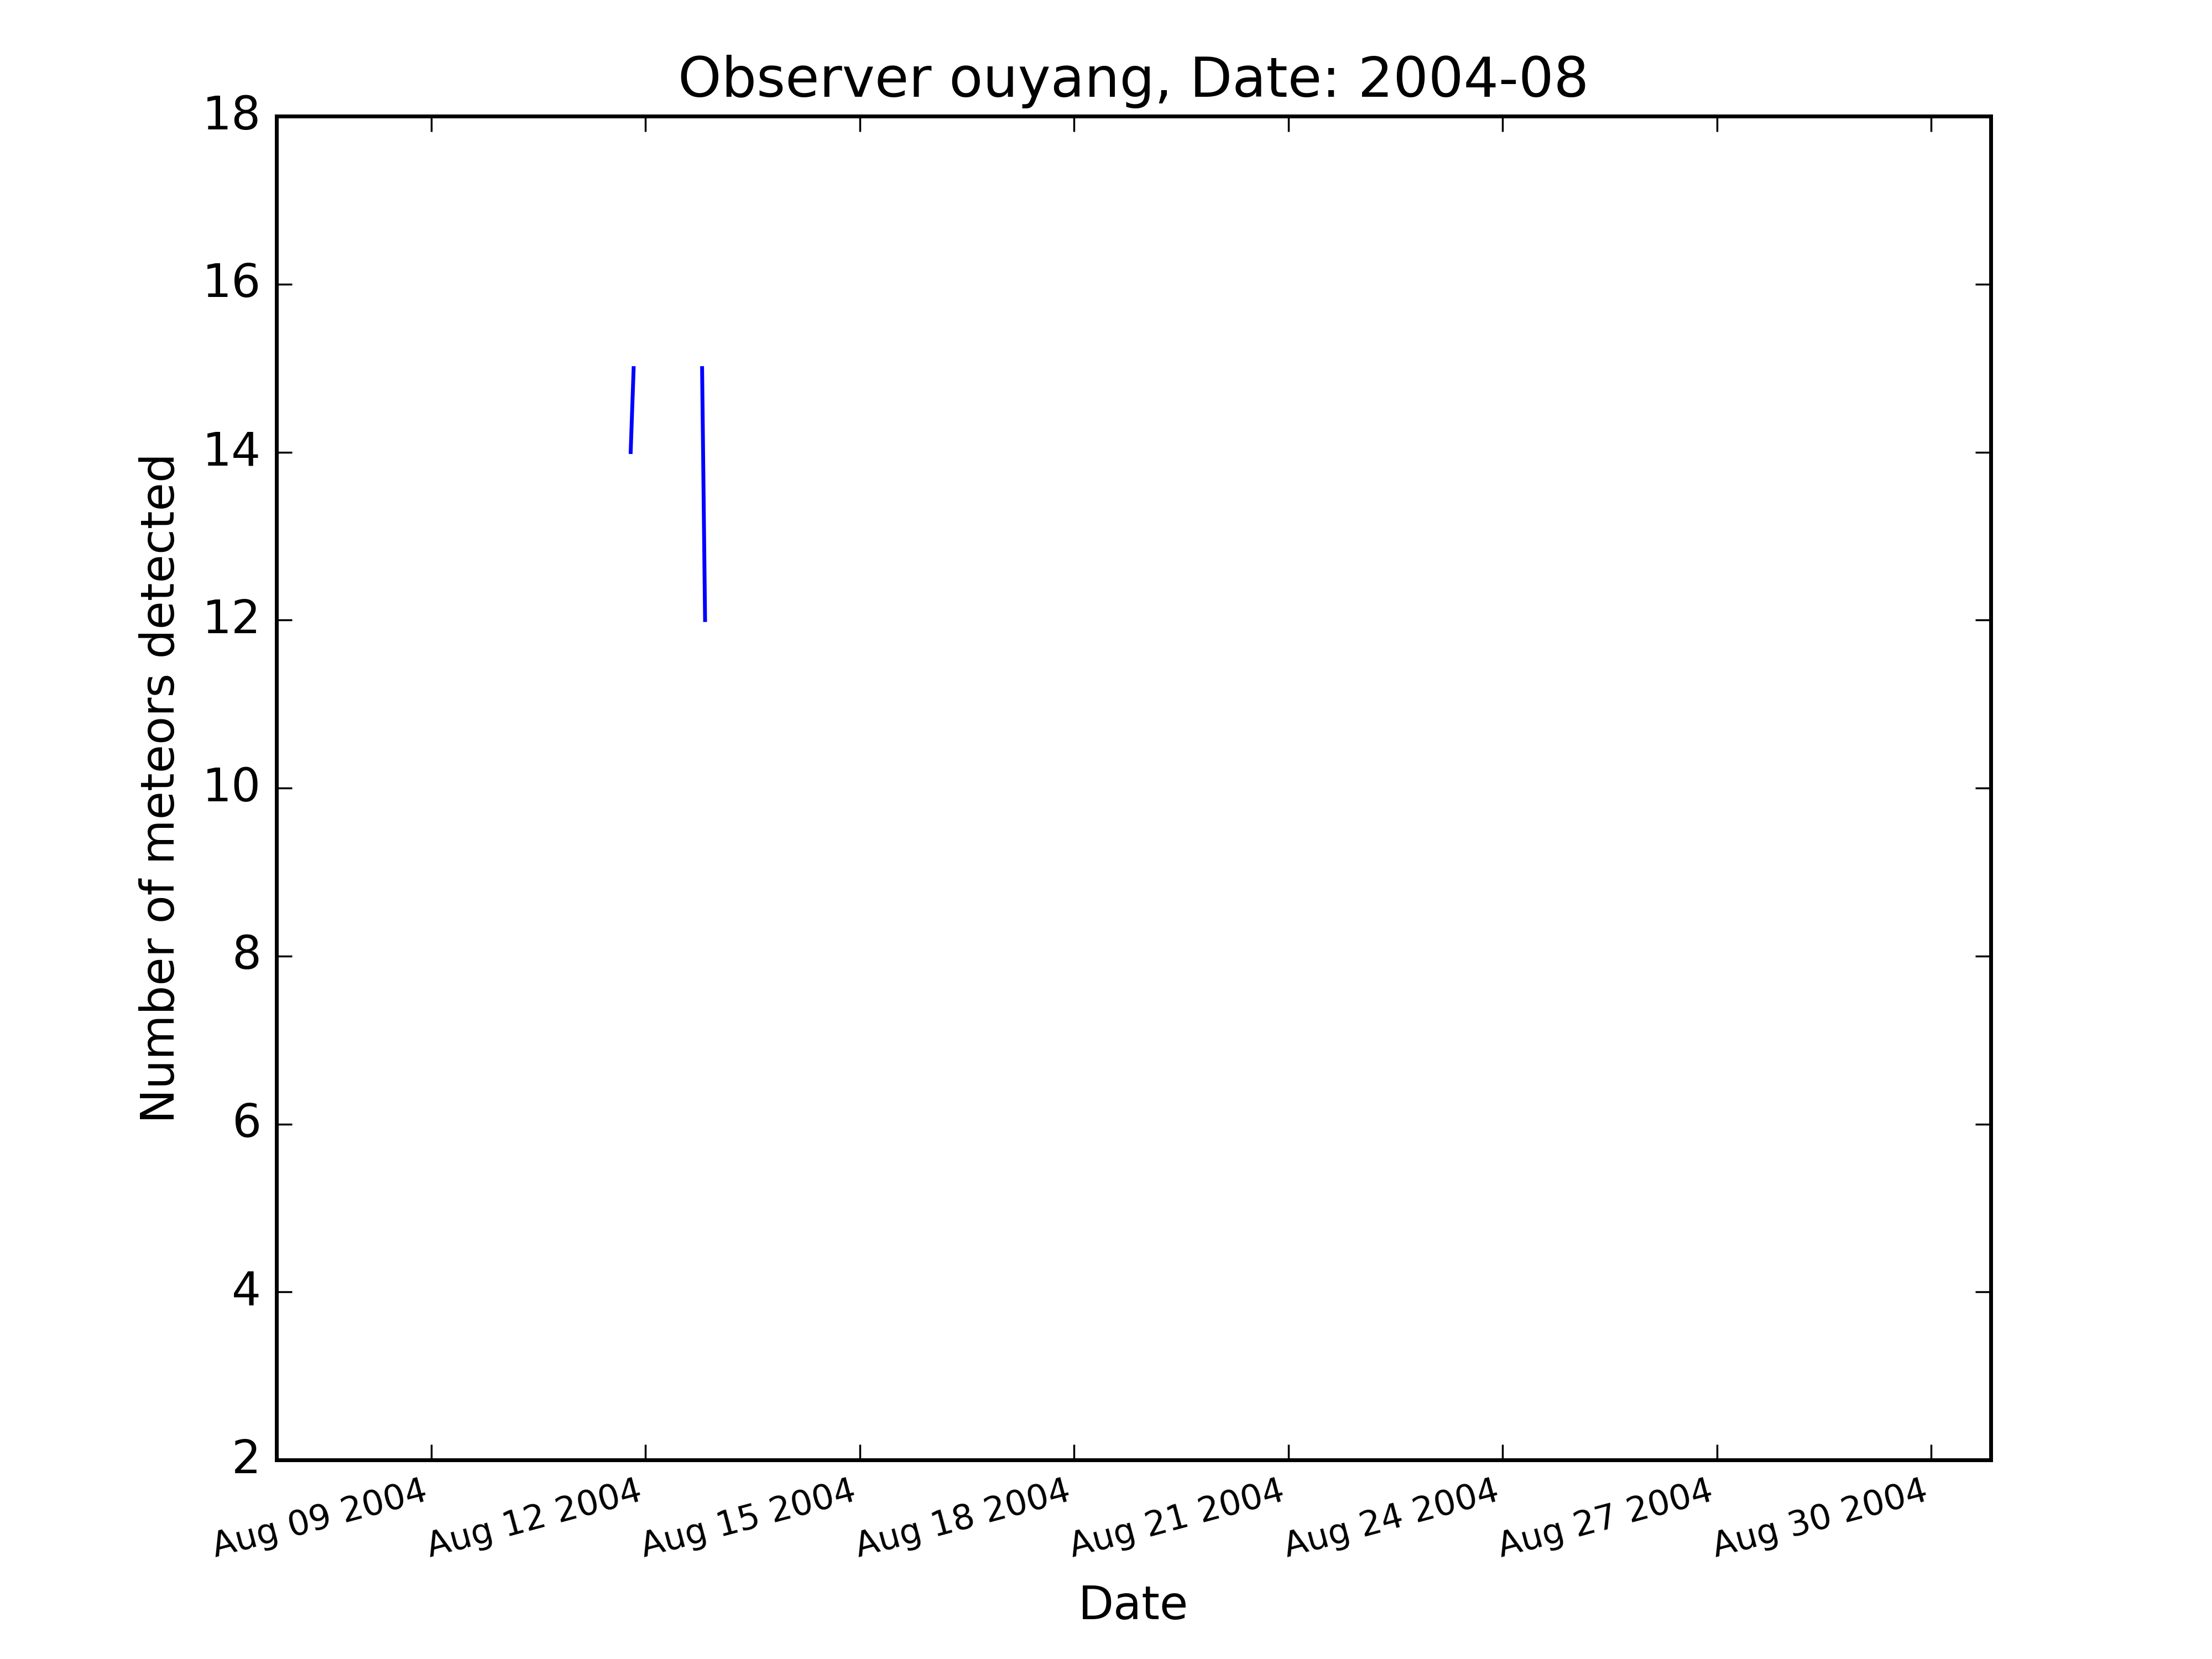 Observer ouyang, Date: 2004-08
18
16
14
12
10
8
6
4
2
Number of meteors detected
Aug 09 2004
Aug 12 2004
Aug 15 2004
Aug 18 2004
Aug 21 2004
Aug 24 2004
Aug 27 2004
Aug 30 2004
Date